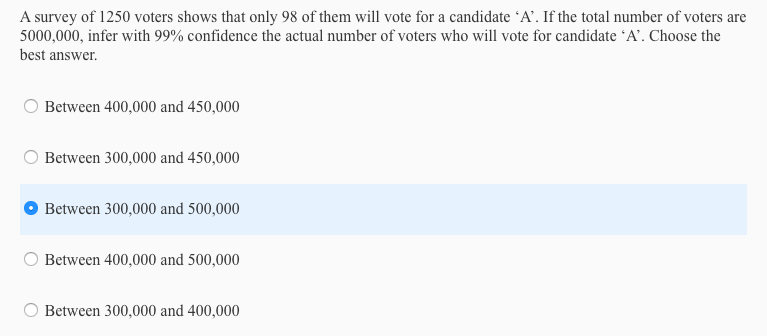 A survey of 1250 voters shows that only 98 of them will vote for a candidate ‘A’. If the total number of voters are
5000,000, infer with 99% confidence the actual number of voters who will vote for candidate ‘A’. Choose the
best answer.
Between 400,000 and 450,000
Between 300,000 and 450,000
Between 300,000 and 500,000
Between 400,000 and 500,000
Between 300,000 and 400,000